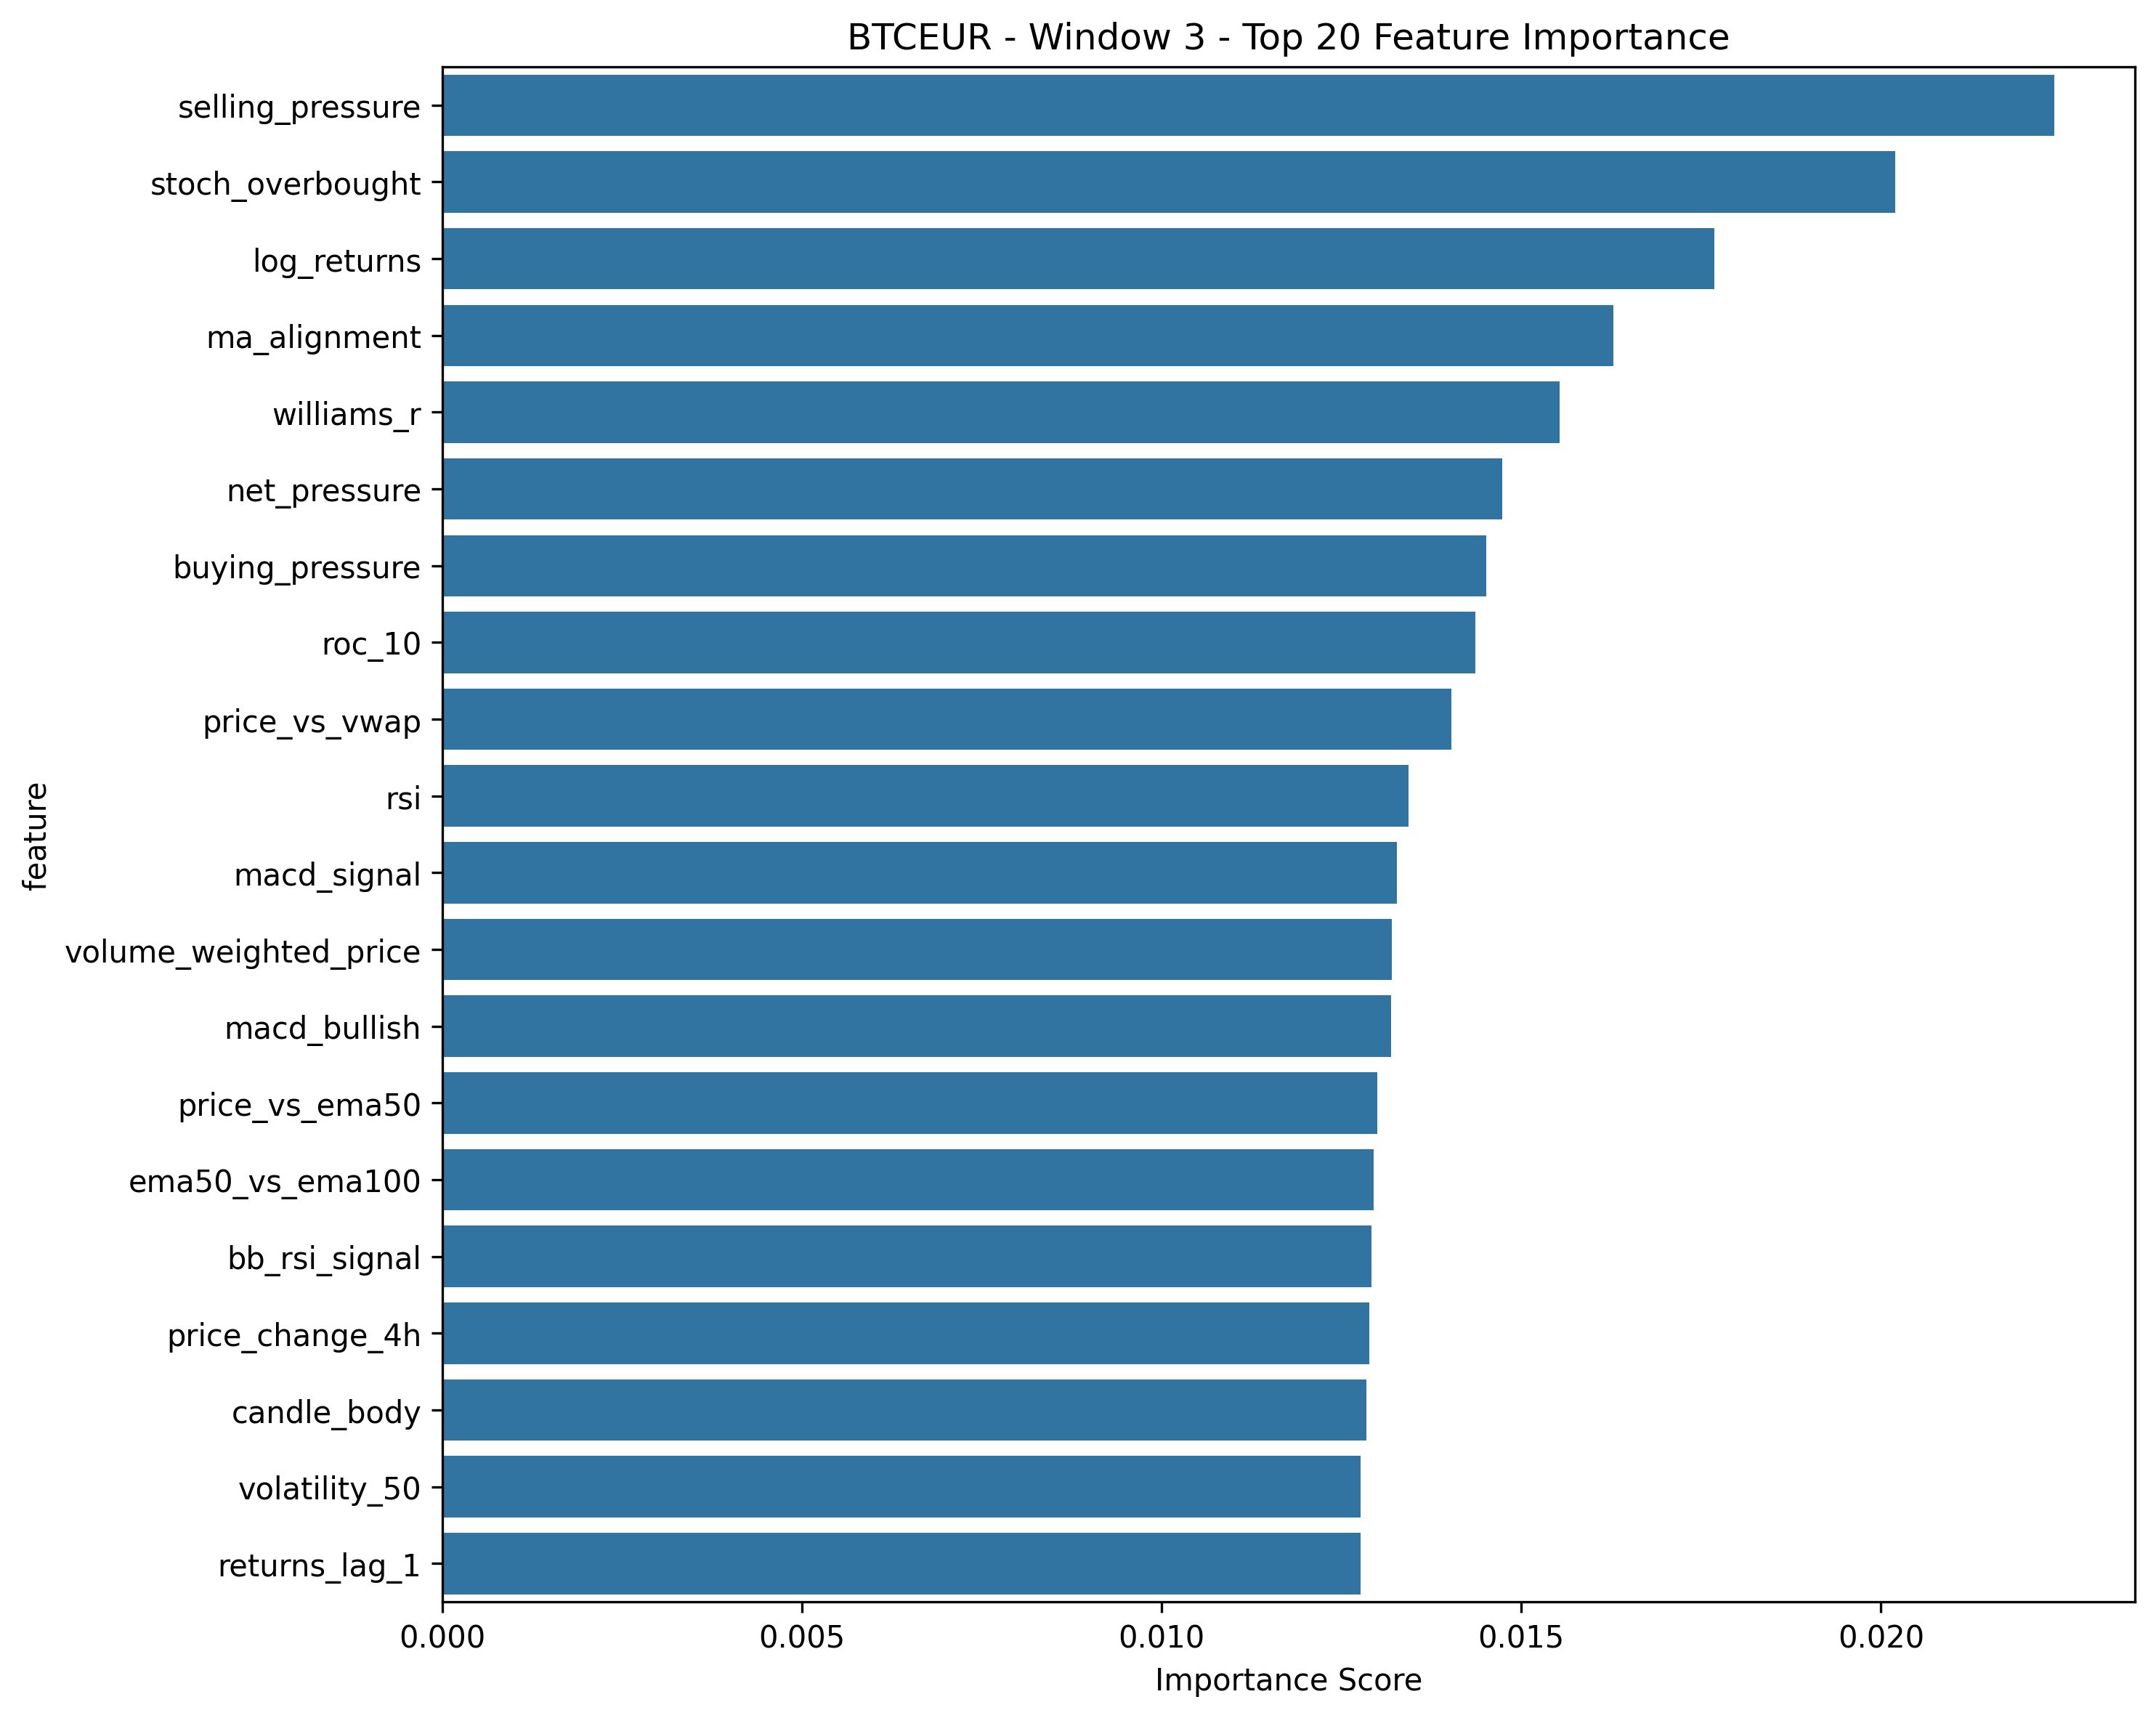 BTCEUR - Window 3 - Top 20 Feature Importance
selling_pressure
stoch_overbought
log_returns
ma_alignment
williams_r
net_pressure
buying_pressure
roc_10
price_vs_vwap
rsi
macd_signal
volume_weighted_price
macd_bullish
price_vs_ema50
ema50_vs_ema100
bb_rsi_signal
price_change_4h
candle_body
volatility_50
returns_lag_1
feature
0.000 0.005 0.010 0.015 0.020
Importance Score